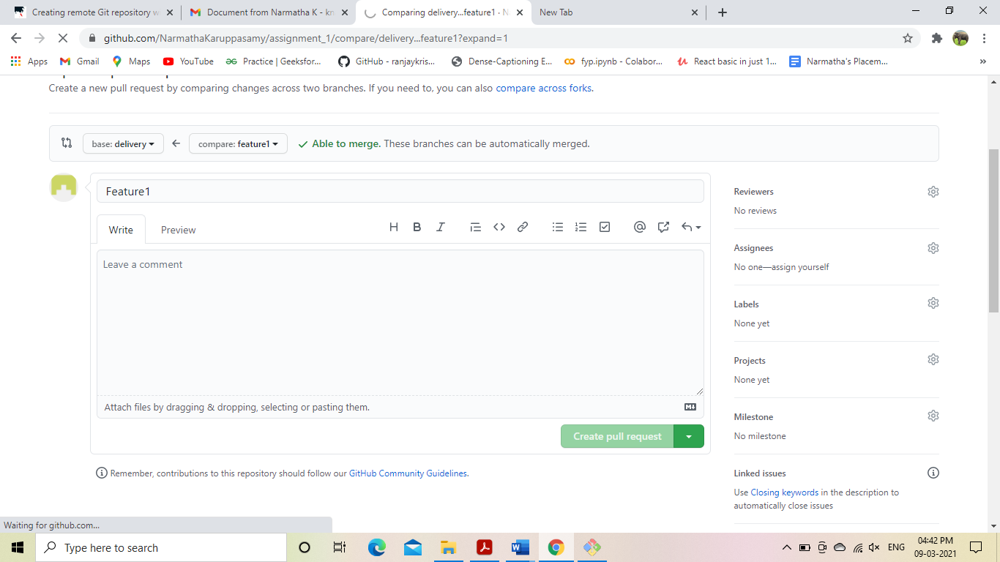 Creating remote Git repository w
Document from Narmatha K - kn
Comparing delivery...feature1 · N
New Tab
github.com/NarmathaKaruppasamy/assignment_1/compare/delivery...feature1?expand=1
Apps
Gmail
Maps
YouTube
Practice | Geeksfor...
GitHub - ranjaykris...
Dense-Captioning E...
fyp.ipynb - Colabor...
React basic in just 1...
Narmatha's Placem...
»
Create a new pull request by comparing changes across two branches. If you need to, you can also compare across forks.
base: delivery
compare: feature1
Able to merge. These branches can be automatically merged.
Feature1
Write
Preview
Leave a comment
Attach files by dragging & dropping, selecting or pasting them.
Create pull request
Remember, contributions to this repository should follow our GitHub Community Guidelines.
Reviewers
No reviews
Assignees
No one—assign yourself
Labels
None yet
Projects
None yet
Milestone
No milestone
Linked issues
Use Closing keywords in the description to
automatically close issues
Waiting for github.com...
Type here to search
ENG
04:42 PM
09-03-2021